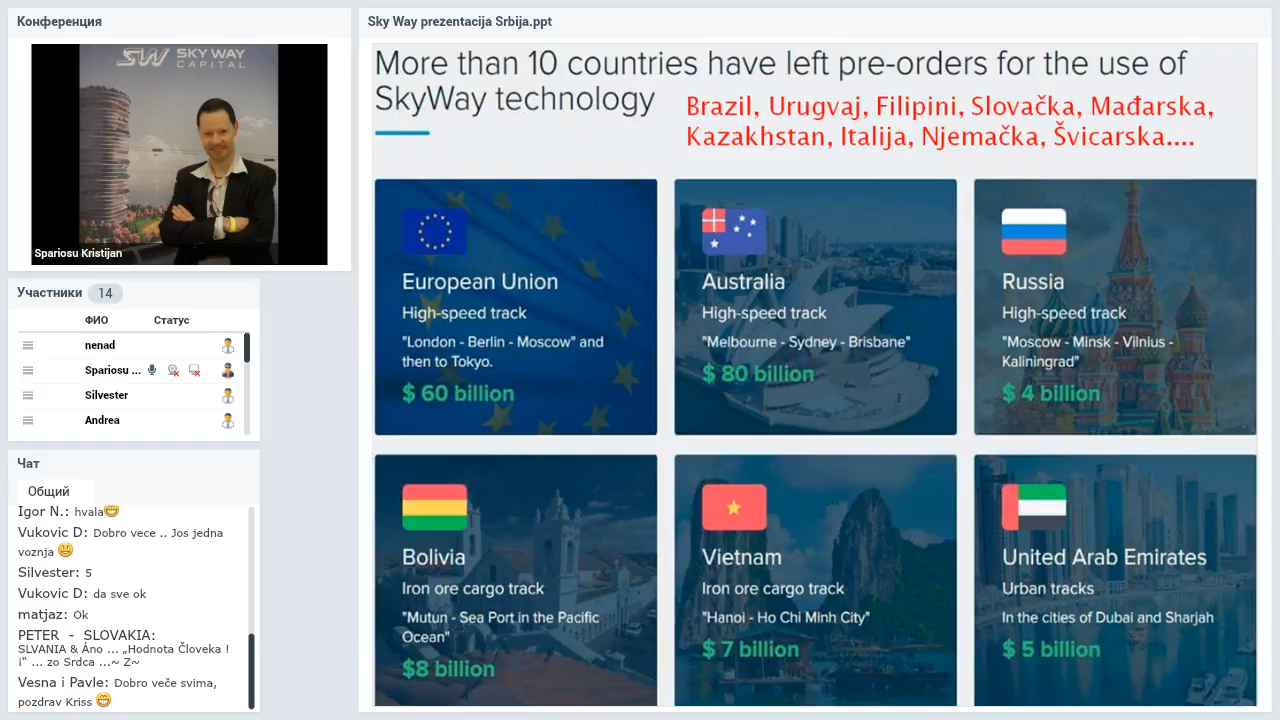 Конференция
SKY WAY
CAPITAL
Spariosu Kristijan
Участники 14
ФИО Статус
nenad
Spariosu ...
Silvester
Andrea
Чат
Общий
Igor N.: hvala
Vukovic D: Dobro vece .. Jos jedna
voznja
Silvester: 5
Vukovic D: da sve ok
matjaz: Ok
PETER - SLOVAKIA:
SLVANIA & Áno ... „Hodnota Človeka !
i“ ... zo Srdca ...~ Z~
Vesna i Pavle: Dobro veče svima,
pozdrav Kriss
Sky Way prezentacija Srbija.ppt
More than 10 countries have left pre-orders for the use of
SkyWay technology
Brazil, Urugvaj, Filipini, Slovačka, Mađarska,
Kazakhstan, Italija, Njemačka, Švicarska....
European Union
High-speed track
"London - Berlin - Moscow" and
then to Tokyo.
$ 60 billion
Australia
High-speed track
"Melbourne - Sydney - Brisbane"
$ 80 billion
Russia
High-speed track
"Moscow - Minsk - Vilnius -
Kaliningrad"
$ 4 billion
Bolivia
Iron ore cargo track
"Mutun - Sea Port in the Pacific
Ocean"
$8 billion
Vietnam
Iron ore cargo track
"Hanoi - Ho Chi Minh City"
$ 7 billion
United Arab Emirates
Urban tracks
In the cities of Dubai and Sharjah
$ 5 billion